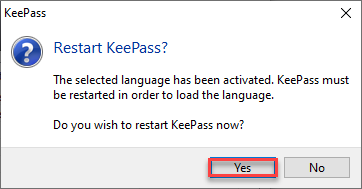 KeePass
Restart KeePass?
The selected language has been activated. KeePass must
be restarted in order to load the language.
Do you wish to restart KeePass now?
Yes
No